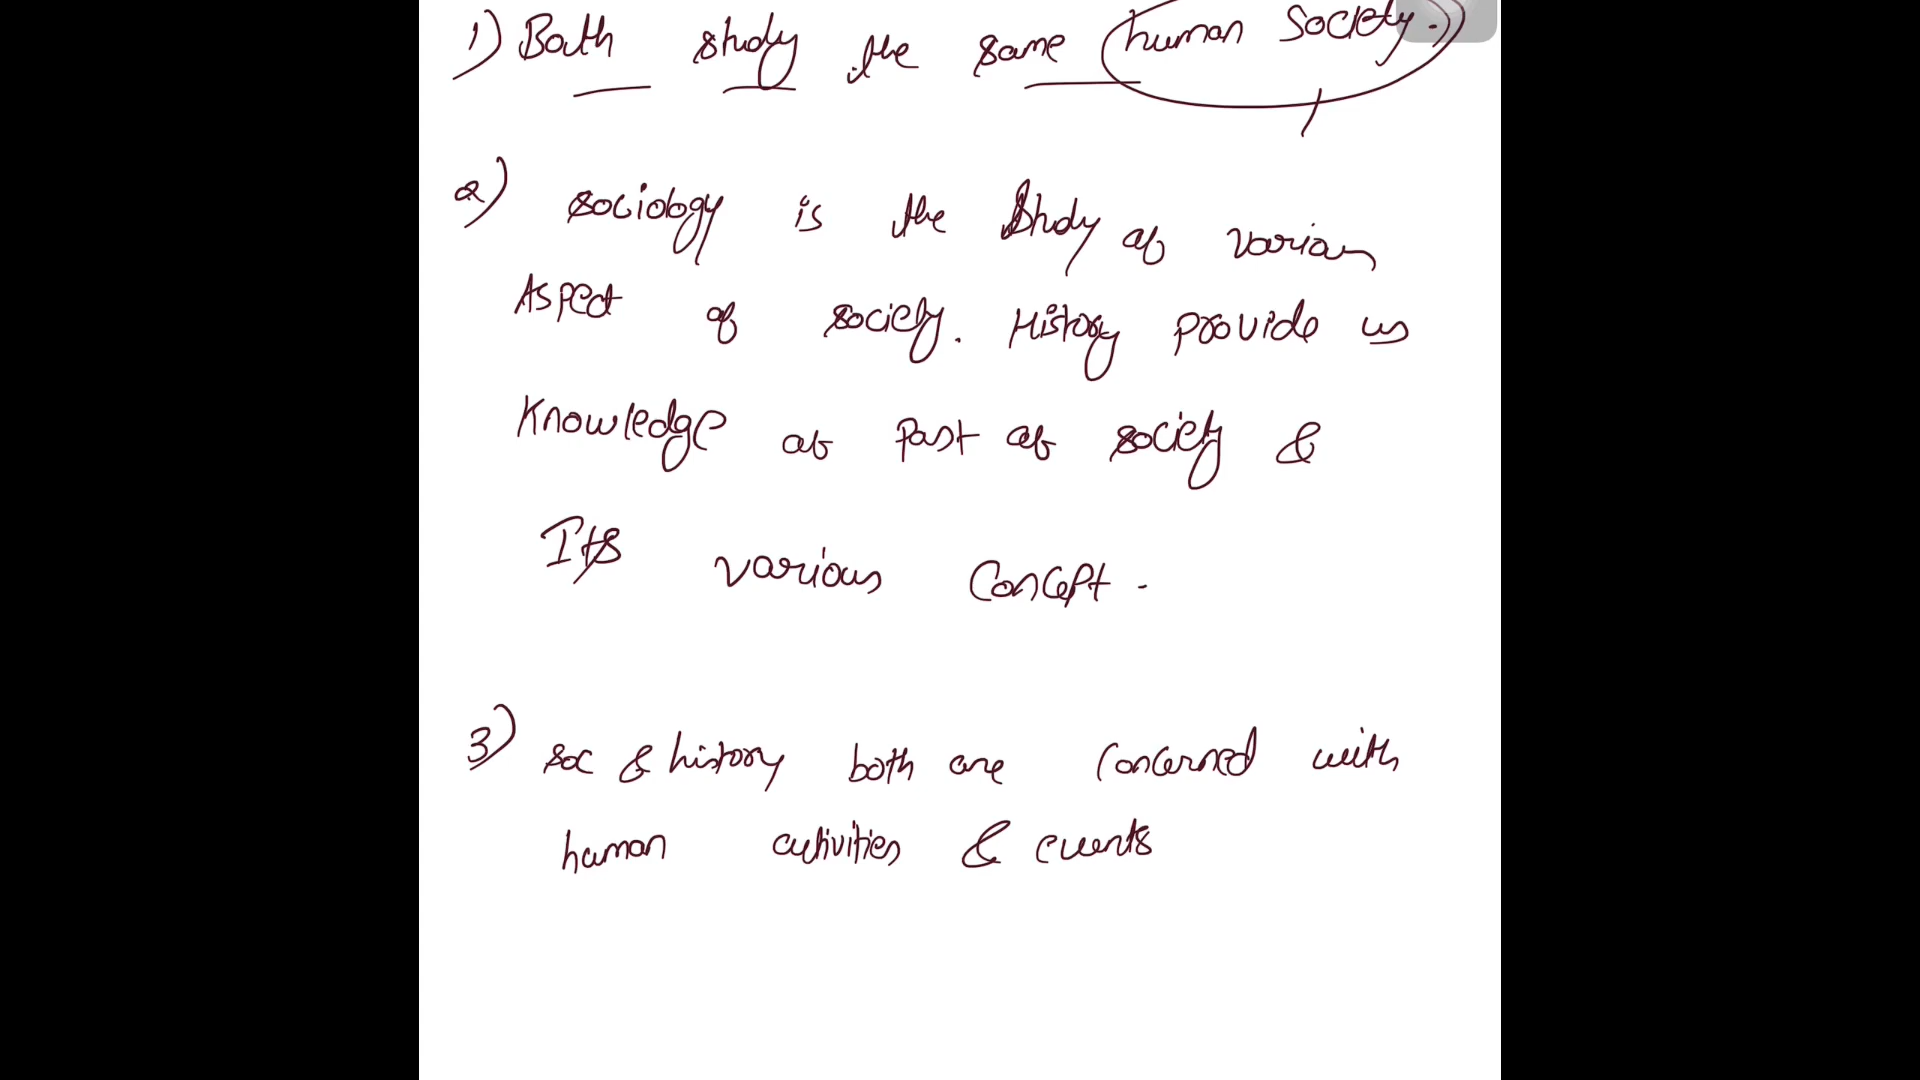 1) Both study the same human Society.
2) sociology is the study of various
Aspect of society. History provide us
Knowledge of past of society &
Its various Concept.
3) soc & history both are concerned with
human activities & events